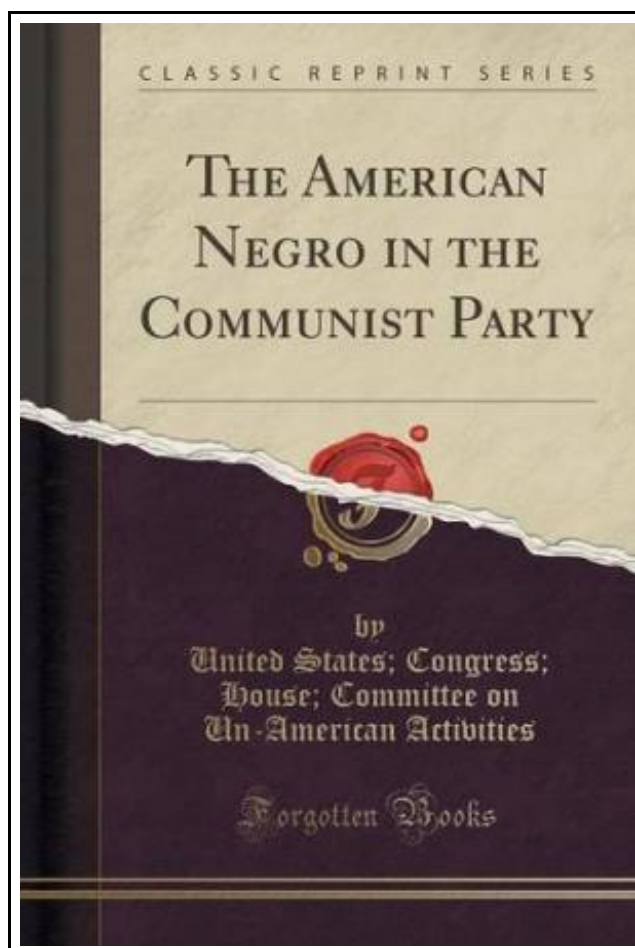 CLASSIC REPRINT SERIES
THE AMERICAN
NEGRO IN THE
COMMUNIST PARTY
by
United States; Congress;
House; Committee on
Un-American Activities
Forgotten Books